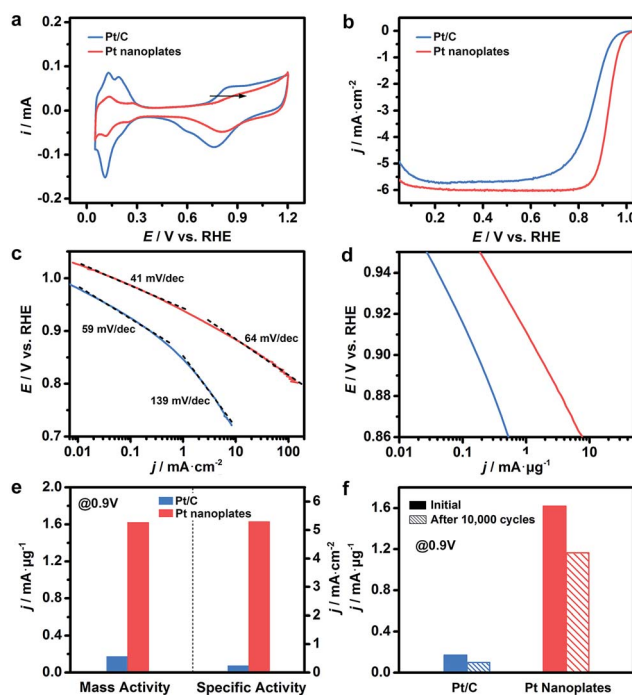 a
Pt/C
Pt nanoplates
i / mA
0.2
0.1
0.0
-0.1
-0.2
0.0 0.3 0.6 0.9 1.2
E / V vs. RHE
b
Pt/C
Pt nanoplates
j / mA·cm-2
0
-1
-2
-3
-4
-5
-6
0.2 0.4 0.6 0.8 1.0
E / V vs. RHE
c
E / V vs. RHE
1.0
0.9
0.8
0.7
41 mV/dec
59 mV/dec
64 mV/dec
139 mV/dec
0.01 0.1 1 10 100
j / mA·cm-2
d
E / V vs. RHE
0.94
0.92
0.90
0.88
0.86
0.01 0.1 1 10
j / mA·μg-1
e
@0.9V
Pt/C
Pt nanoplates
j / mA·μg-1
2.0
1.6
1.2
0.8
0.4
0.0
6
5
4
3
2
1
0
j / mA·cm-2
Mass Activity Specific Activity
f
Initial
After 10,000 cycles
@0.9V
j / mA·μg-1
1.6
1.2
0.8
0.4
0.0
Pt/C Pt Nanoplates